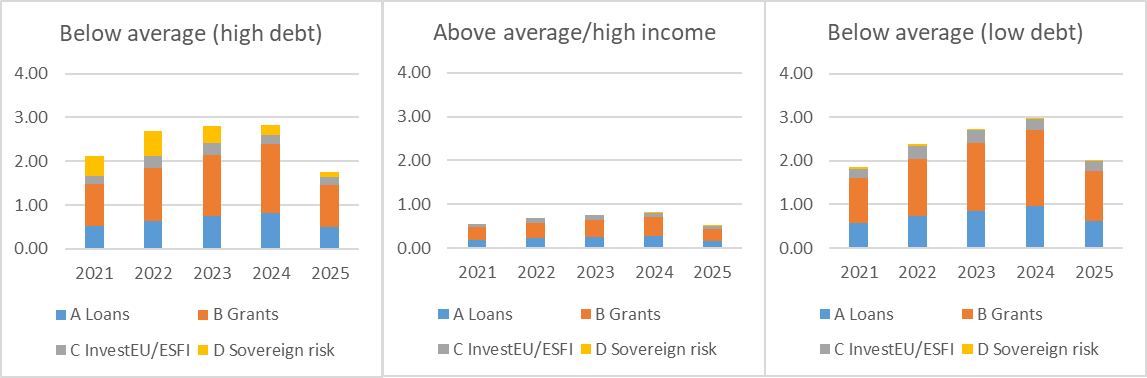 Below average (high debt)
4.00
3.00
2.00
1.00
0.00
2021 2022 2023 2024 2025
A Loans B Grants
C InvestEU/ESFI D Sovereign risk
Above average/high income
4.00
3.00
2.00
1.00
0.00
2021 2022 2023 2024 2025
A Loans B Grants
C InvestEU/ESFI D Sovereign risk
Below average (low debt)
4.00
3.00
2.00
1.00
0.00
2021 2022 2023 2024 2025
A Loans B Grants
C InvestEU/ESFI D Sovereign risk